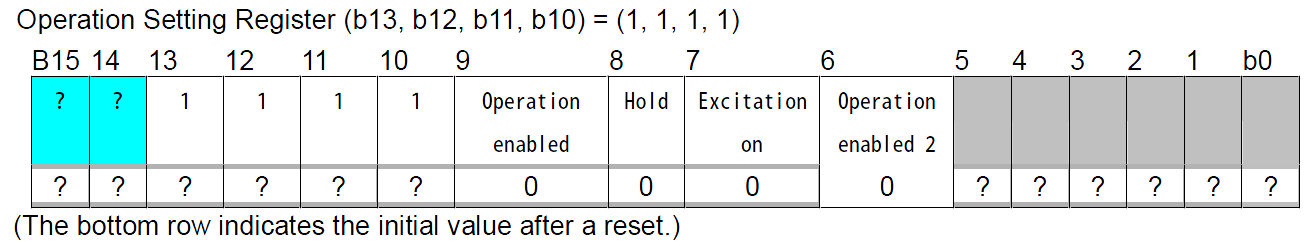 Operation Setting Register (b13, b12, b11, b10) = (1, 1, 1, 1)
B15 14 13 12 11 10 9 8 7 6 5 4 3 2 1 b0
? ? 1 1 1 1 Operation enabled Hold Excitation on Operation enabled 2
? ? ? ? ? ? 0 0 0 0 ? ? ? ? ? ?
(The bottom row indicates the initial value after a reset.)